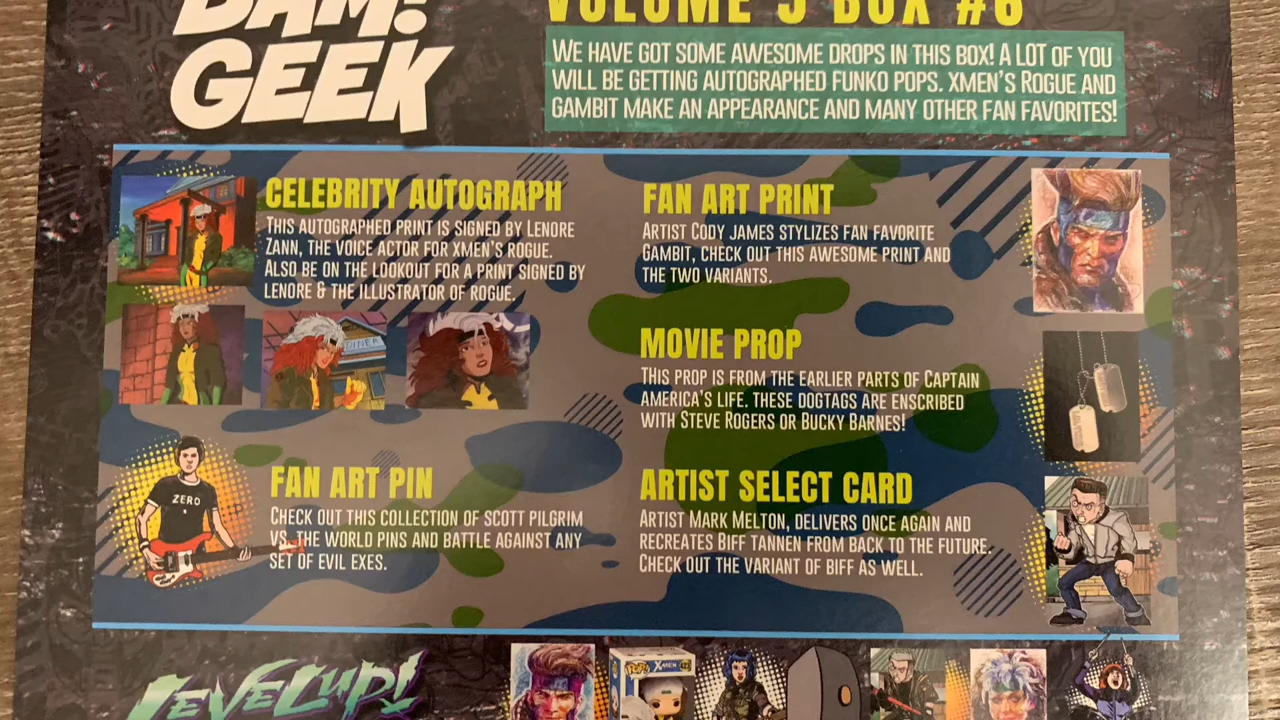 BAM!
GEEK
VOLUME 5 BOX #6
WE HAVE GOT SOME AWESOME DROPS IN THIS BOX! A LOT OF YOU
WILL BE GETTING AUTOGRAPHED FUNKO POPS. XMEN'S ROGUE AND
GAMBIT MAKE AN APPEARANCE AND MANY OTHER FAN FAVORITES!
CELEBRITY AUTOGRAPH
THIS AUTOGRAPHED PRINT IS SIGNED BY LENORE
ZANN, THE VOICE ACTOR FOR XMEN'S ROGUE.
ALSO BE ON THE LOOKOUT FOR A PRINT SIGNED BY
LENORE & THE ILLUSTRATOR OF ROGUE.
DINER
FAN ART PIN
CHECK OUT THIS COLLECTION OF SCOTT PILGRIM
VS. THE WORLD PINS AND BATTLE AGAINST ANY
SET OF EVIL EXES.
ZERO
FAN ART PRINT
ARTIST CODY JAMES STYLIZES FAN FAVORITE
GAMBIT, CHECK OUT THIS AWESOME PRINT AND
THE TWO VARIANTS.
MOVIE PROP
THIS PROP IS FROM THE EARLIER PARTS OF CAPTAIN
AMERICA'S LIFE. THESE DOGTAGS ARE ENSCRIBED
WITH STEVE ROGERS OR BUCKY BARNES!
ARTIST SELECT CARD
ARTIST MARK MELTON, DELIVERS ONCE AGAIN AND
RECREATES BIFF TANNEN FROM BACK TO THE FUTURE.
CHECK OUT THE VARIANT OF BIFF AS WELL.
LEVEL UP!
POP!
X-MEN
423